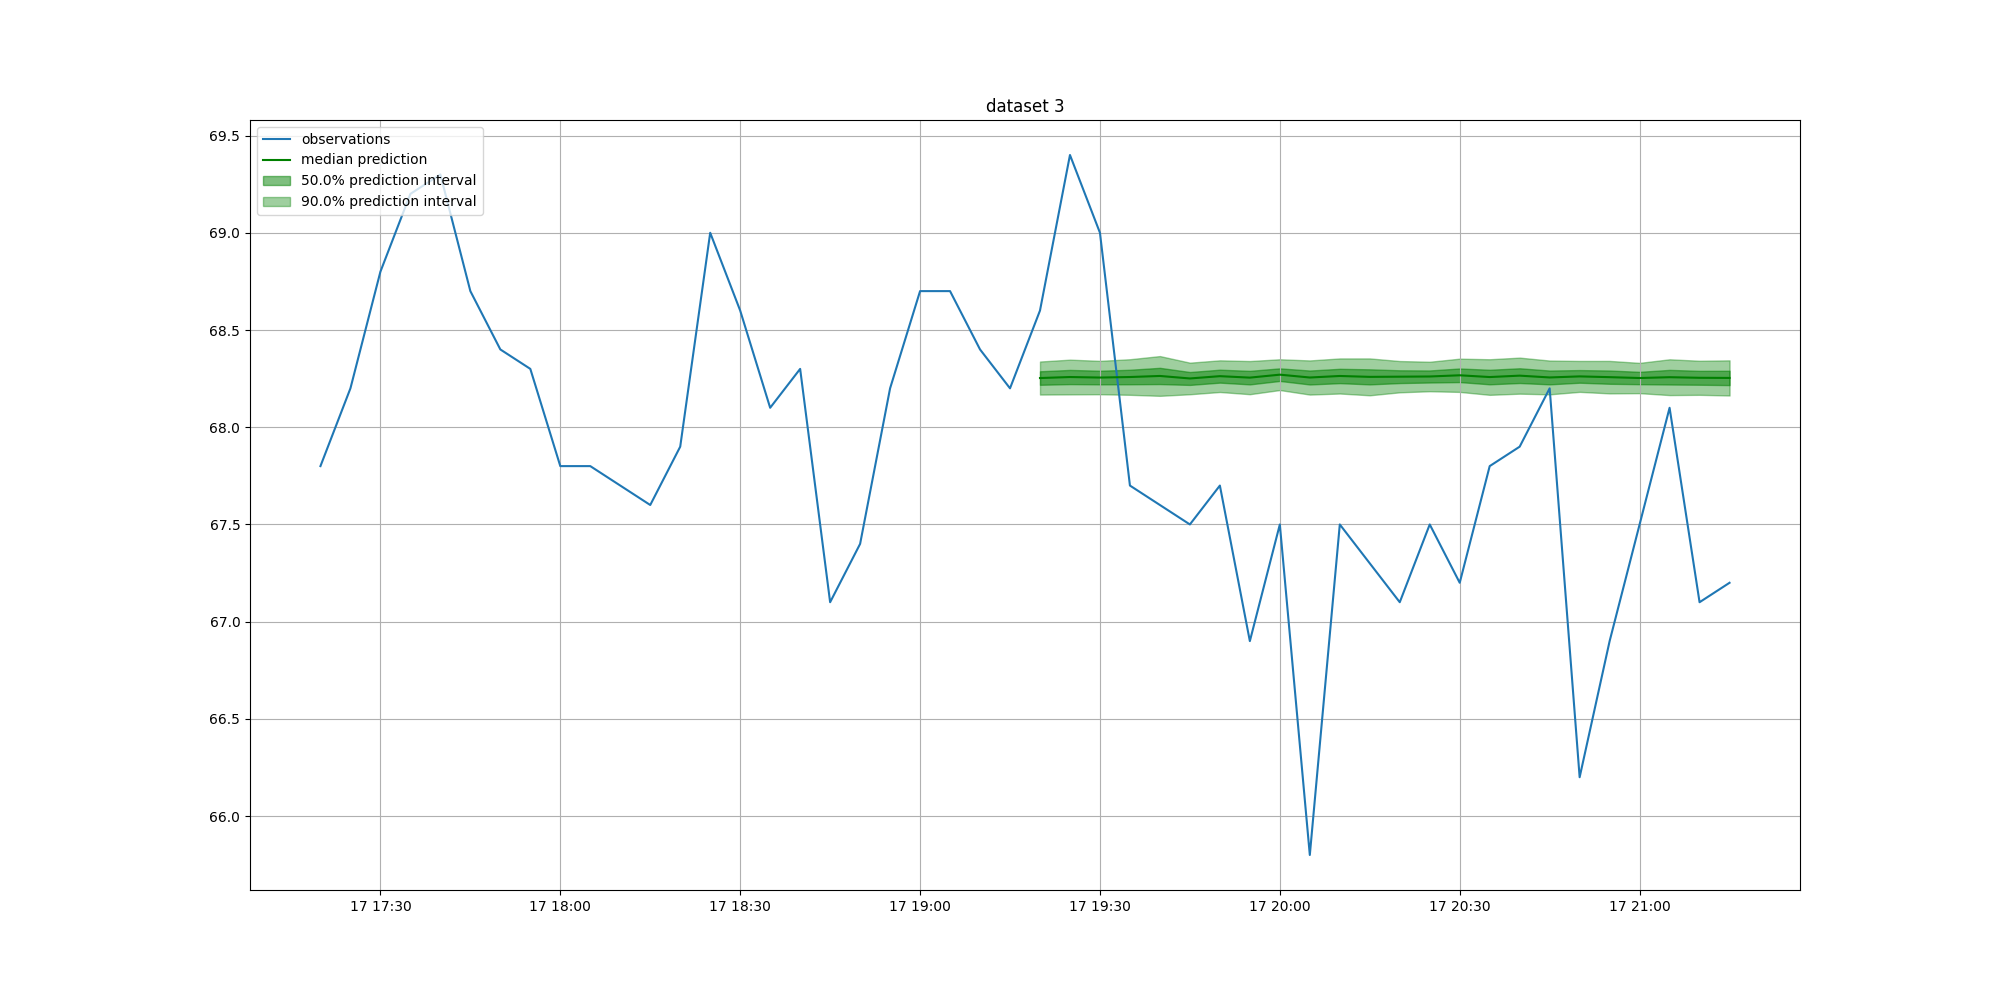 dataset 3
69.5
observations
median prediction
50.0% prediction interval
90.0% prediction interval
69.0
68.5
68.0
67.5
67.0
66.5
66.0
17 17:30 17 18:00 17 18:30 17 19:00 17 19:30 17 20:00 17 20:30 17 21:00